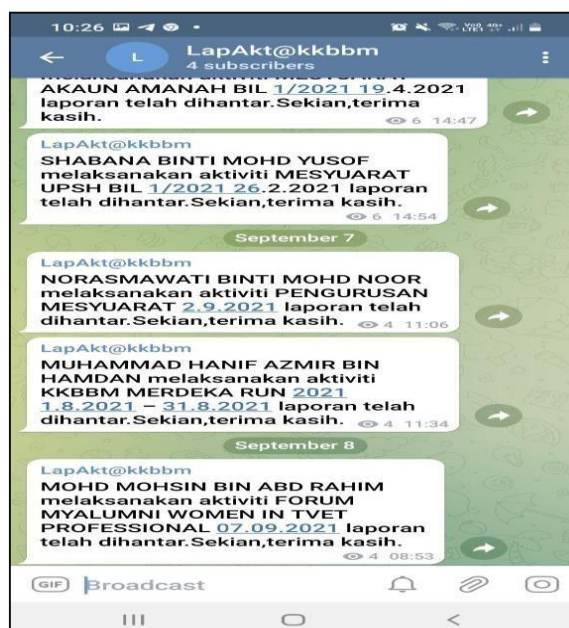 10:26
L
LapAkt@kkbbm
4 subscribers
AKAUN AMANAH BIL 1/2021 19.4.2021
laporan telah dihantar.Sekian,terima
kasih. 6 14:47
LapAkt@kkbbm
SHABANA BINTI MOHD YUSOF
melaksanakan aktiviti MESYUARAT
UPSH BIL 1/2021 26.2.2021 laporan
telah dihantar.Sekian,terima kasih.
6 14:54
September 7
LapAkt@kkbbm
NORASMAWATI BINTI MOHD NOOR
melaksanakan aktiviti PENGURUSAN
MESYUARAT 2.9.2021 laporan telah
dihantar.Sekian,terima kasih. 4 11:06
LapAkt@kkbbm
MUHAMMAD HANIF AZMIR BIN
HAMDAN melaksanakan aktiviti
KKBBM MERDEKA RUN 2021
1.8.2021 – 31.8.2021 laporan telah
dihantar.Sekian,terima kasih. 4 11:34
September 8
LapAkt@kkbbm
MOHD MOHSIN BIN ABD RAHIM
melaksanakan aktiviti FORUM
MYALUMNI WOMEN IN TVET
PROFESSIONAL 07.09.2021 laporan
telah dihantar.Sekian,terima kasih.
4 08:53
GIF Broadcast